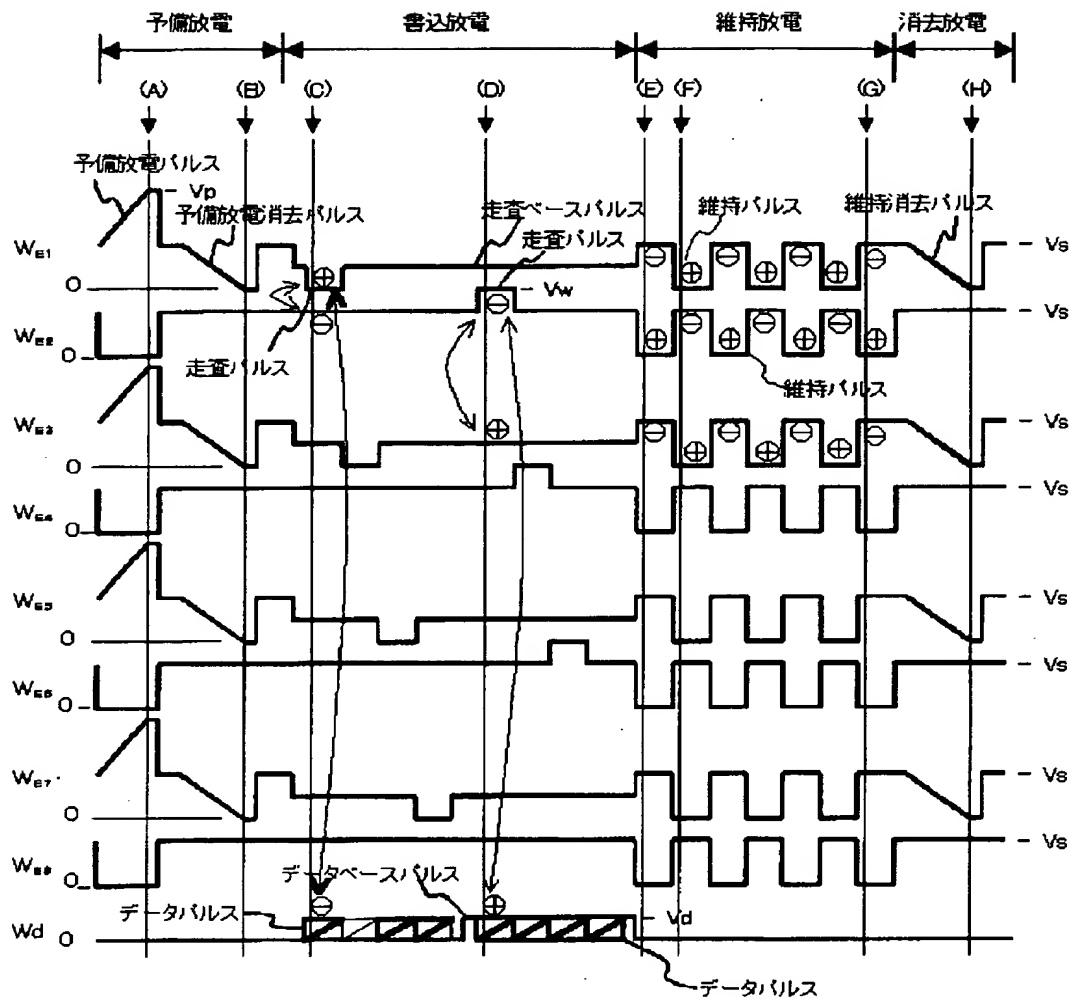 予備放電 書込放電 維持放電 消去放電
(A) (B) (C) (D) (E) (F) (G) (H)
予備放電パルス
Vp
予備放電消去パルス
走査ベースパルス
走査パルス
維持パルス
維持消去パルス
WE1
Vs
0
Vw
WE2
Vs
0
走査パルス
維持パルス
WE3
Vs
0
WE4
Vs
0
WE5
Vs
0
WE6
Vs
0
WE7
Vs
0
WE8
Vs
0
データベースパルス
データパルス
Wd
0
Vd
データパルス